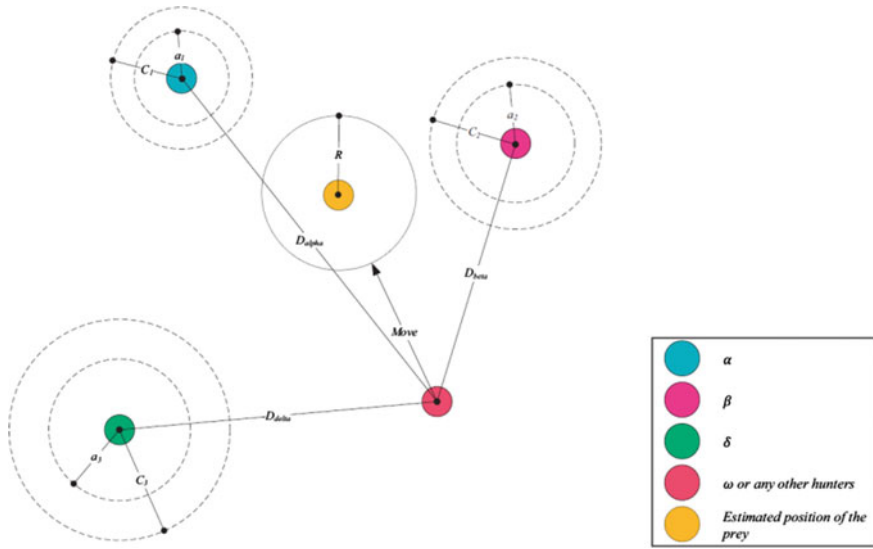 a1
C1
a2
C2
R
Dalpha
Dbeta
Move
Ddelta
a3
C3
α
β
δ
ω or any other hunters
Estimated position of the
prey